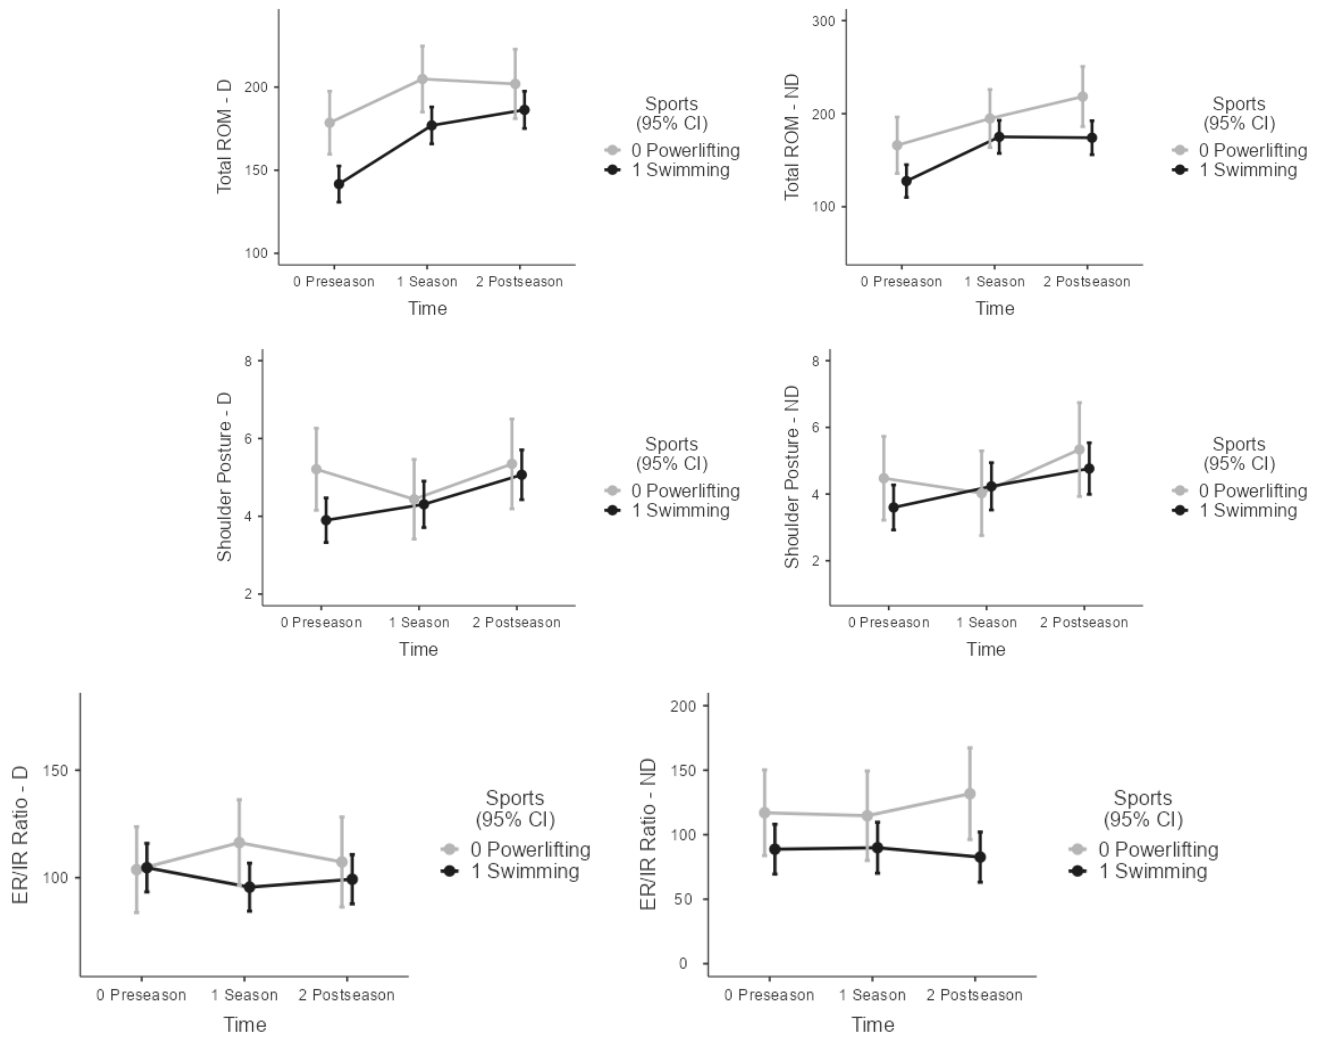 Total ROM - D
200
150
100
0 Preseason 1 Season 2 Postseason
Time
Sports
(95% CI)
0 Powerlifting
1 Swimming
Total ROM - ND
300
200
100
0 Preseason 1 Season 2 Postseason
Time
Sports
(95% CI)
0 Powerlifting
1 Swimming
Shoulder Posture - D
8
6
4
2
0 Preseason 1 Season 2 Postseason
Time
Sports
(95% CI)
0 Powerlifting
1 Swimming
Shoulder Posture - ND
8
6
4
2
0 Preseason 1 Season 2 Postseason
Time
Sports
(95% CI)
0 Powerlifting
1 Swimming
ER/IR Ratio - D
150
100
0 Preseason 1 Season 2 Postseason
Time
Sports
(95% CI)
0 Powerlifting
1 Swimming
ER/IR Ratio - ND
200
150
100
50
0
0 Preseason 1 Season 2 Postseason
Time
Sports
(95% CI)
0 Powerlifting
1 Swimming